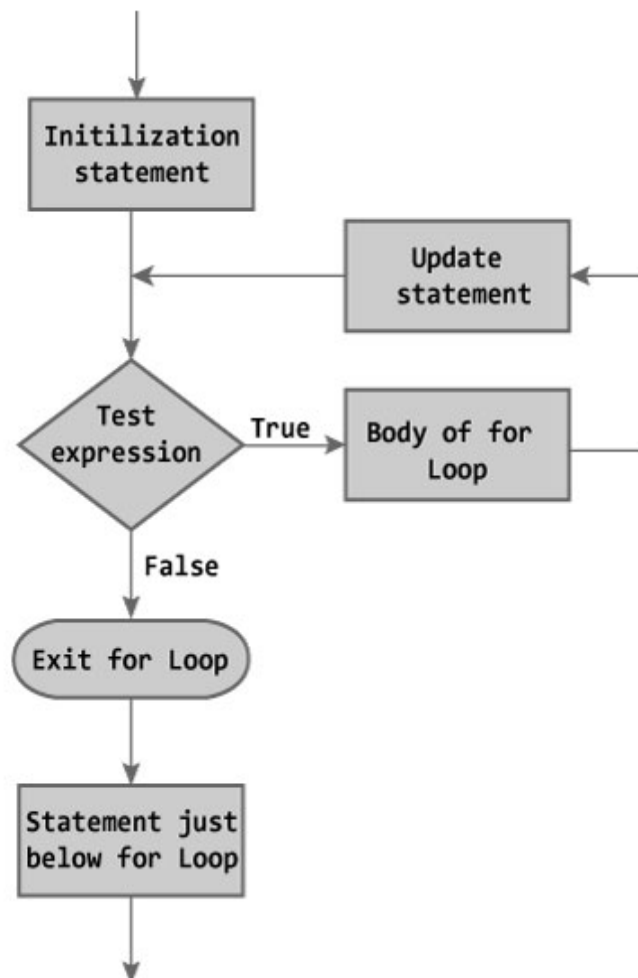 Initilization
statement
Update
statement
Test
expression
True
Body of for
Loop
False
Exit for Loop
Statement just
below for Loop